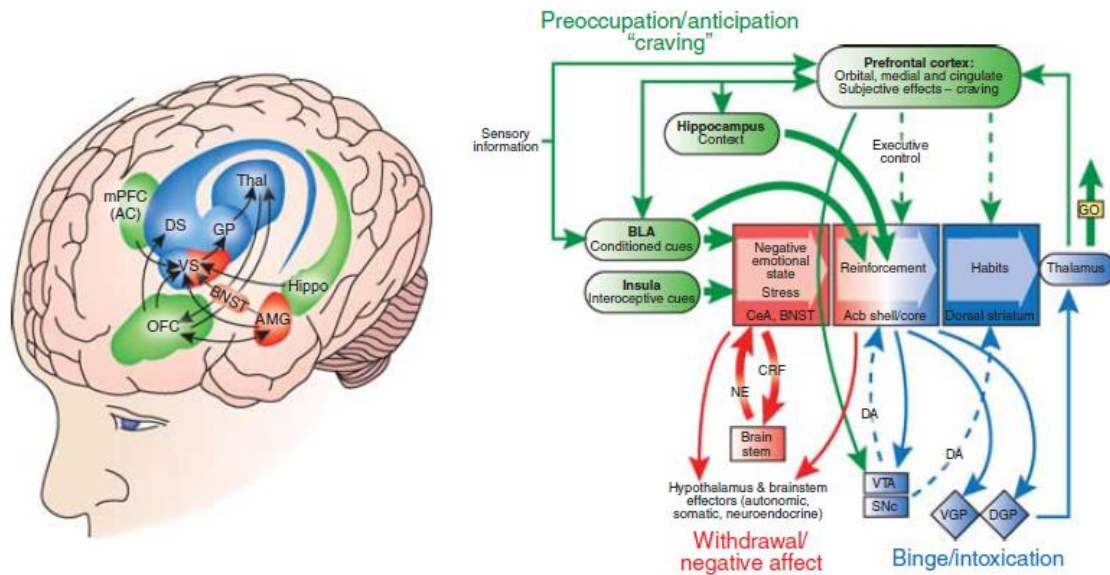 mPFC
(AC)
DS
Thal
GP
VS
BNST
Hippo
OFC
AMG
Preoccupation/anticipation
“craving”
Sensory
information
Prefrontal cortex:
Orbital, medial and cingulate
Subjective effects – craving
Hippocampus
Context
Executive
control
GO
BLA
Conditioned cues
Insula
Interoceptive cues
Negative
emotional
state
Stress
CeA, BNST
Reinforcement
Acb shell/core
Habits
Dorsal striatum
Thalamus
NE
CRF
Brain
stem
DA
DA
VTA
SNc
VGP
DGP
Hypothalamus & brainstem
effectors (autonomic,
somatic, neuroendocrine)
Withdrawal/
negative affect
Binge/intoxication